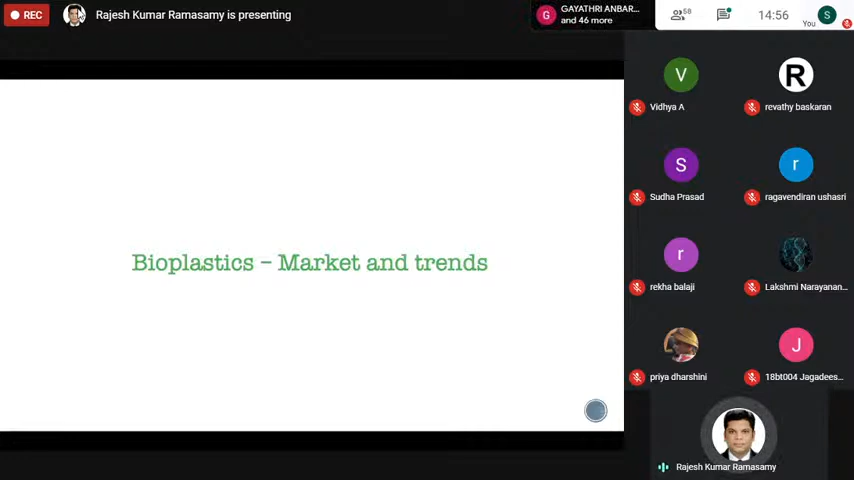 REC
Rajesh Kumar Ramasamy is presenting
G
GAYATHRI ANBAR...
and 46 more
58
14:56
You
S
Bioplastics – Market and trends
V
Vidhya A
R
revathy baskaran
S
Sudha Prasad
r
ragavendiran ushasri
r
rekha balaji
Lakshmi Narayanan...
priya dharshini
J
18bt004 Jagadees...
Rajesh Kumar Ramasamy